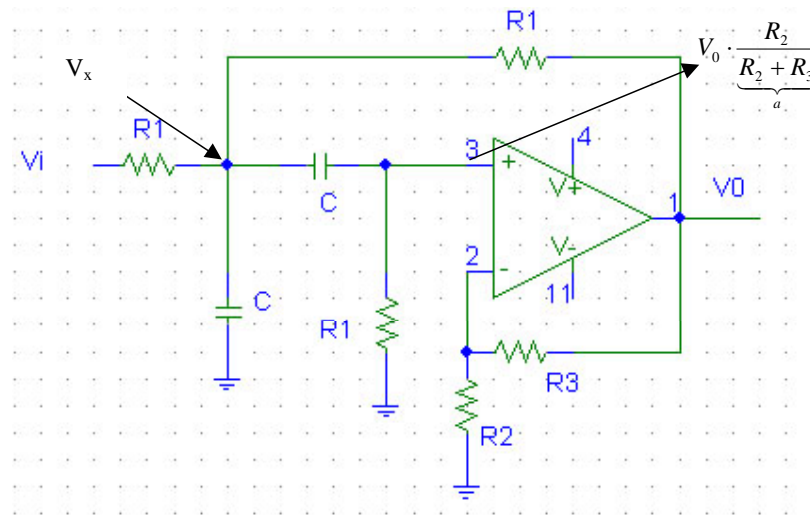 R1
V₀ · R₂ / (R₂ + R₃)
a
Vₓ
R1
Vi
3
+
4
V+
C
1
V0
2
-
V-
11
C
R1
R3
R2